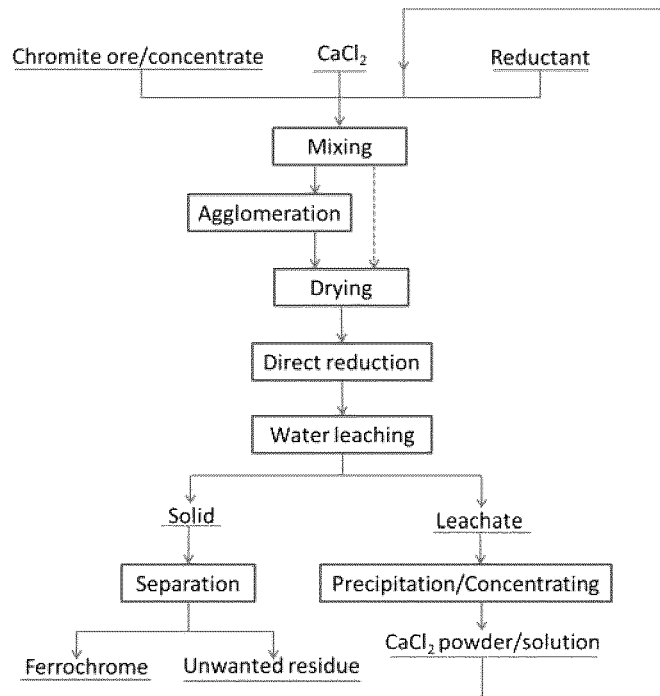 Chromite ore/concentrate
CaCl₂
Reductant
Mixing
Agglomeration
Drying
Direct reduction
Water leaching
Solid
Leachate
Separation
Precipitation/Concentrating
Ferrochrome
Unwanted residue
CaCl₂ powder/solution